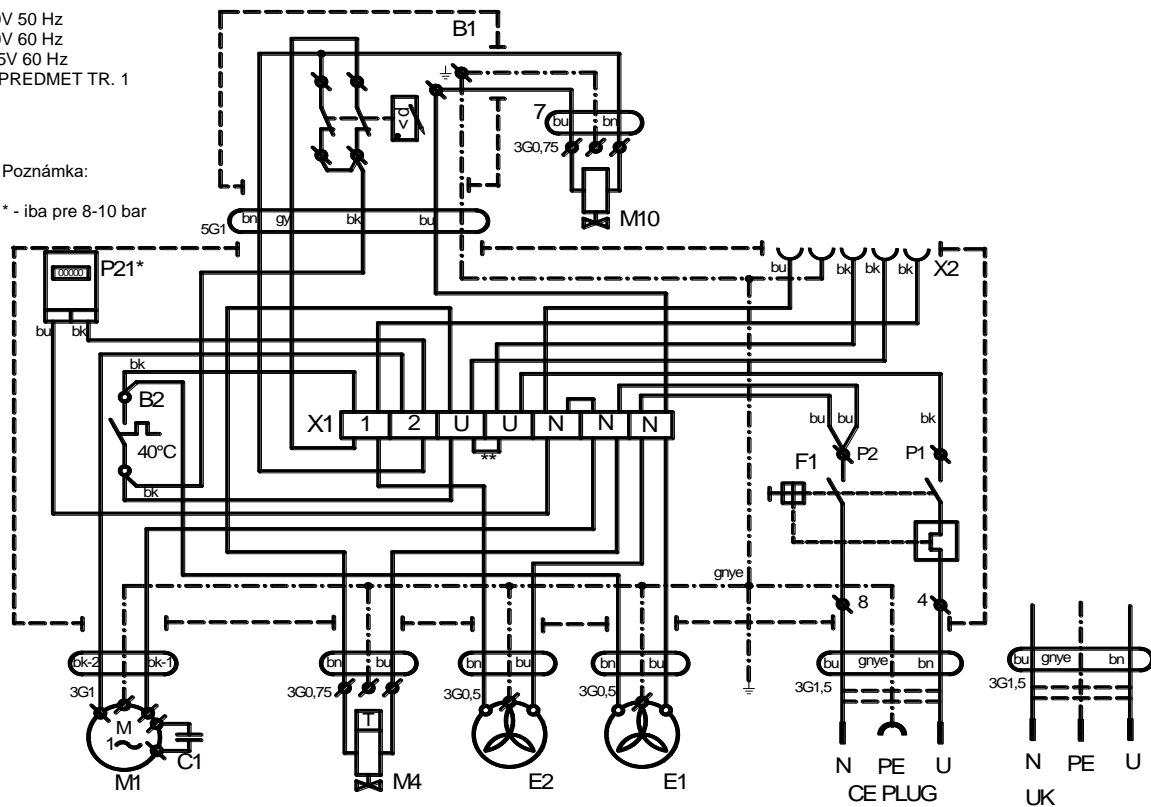 0V 50 Hz
0V 60 Hz
5V 60 Hz
PREDMET TR. 1
Poznámka:
* - iba pre 8-10 bar
B1
<d
7
bu
bn
3G0,75
M10
bn
gy
bk
bu
5G1
P21*
00000
bu
bk
bu
bk
bk
bk
X2
bk
B2
40°C
bk
X1
1
2
U
U
N
N
N
**
bu
bu
bk
P2
P1
F1
gnye
8
4
bk-2
bk-1
3G1
M
1
C1
M1
bn
bu
3G0,75
T
M4
bn
bu
3G0,5
E2
bn
bu
3G0,5
E1
bu
gnye
bn
3G1,5
N
PE
U
CE PLUG
bu
gnye
bn
3G1,5
N
PE
U
UK